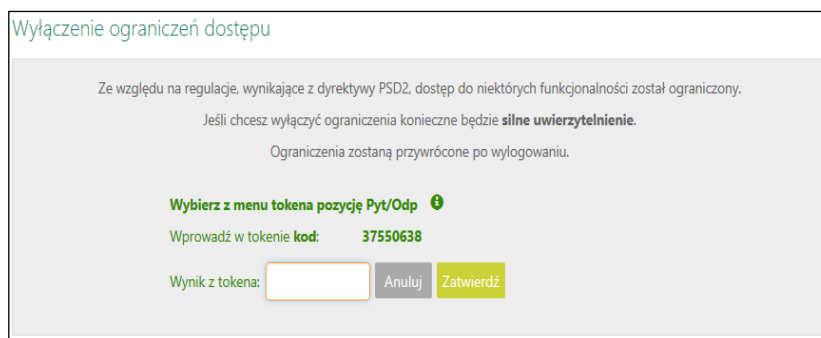 Wyłączenie ograniczeń dostępu
Ze względu na regulacje, wynikające z dyrektywy PSD2, dostęp do niektórych funkcjonalności został ograniczony.
Jeśli chcesz wyłączyć ograniczenia konieczne będzie silne uwierzytelnienie.
Ograniczenia zostaną przywrócone po wylogowaniu.
Wybierz z menu tokena pozycję Pyt/Odp
Wprowadź w tokenie kod: 37550638
Wynik z tokena: Anuluj Zatwierdź